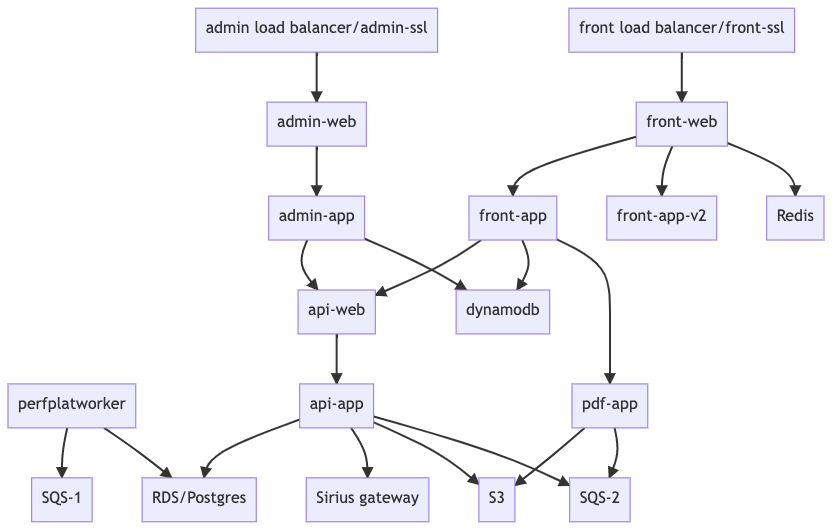 admin load balancer/admin-ssl
front load balancer/front-ssl
admin-web
front-web
admin-app
front-app
front-app-v2
Redis
api-web
dynamodb
perfplatworker
api-app
pdf-app
SQS-1
RDS/Postgres
Sirius gateway
S3
SQS-2